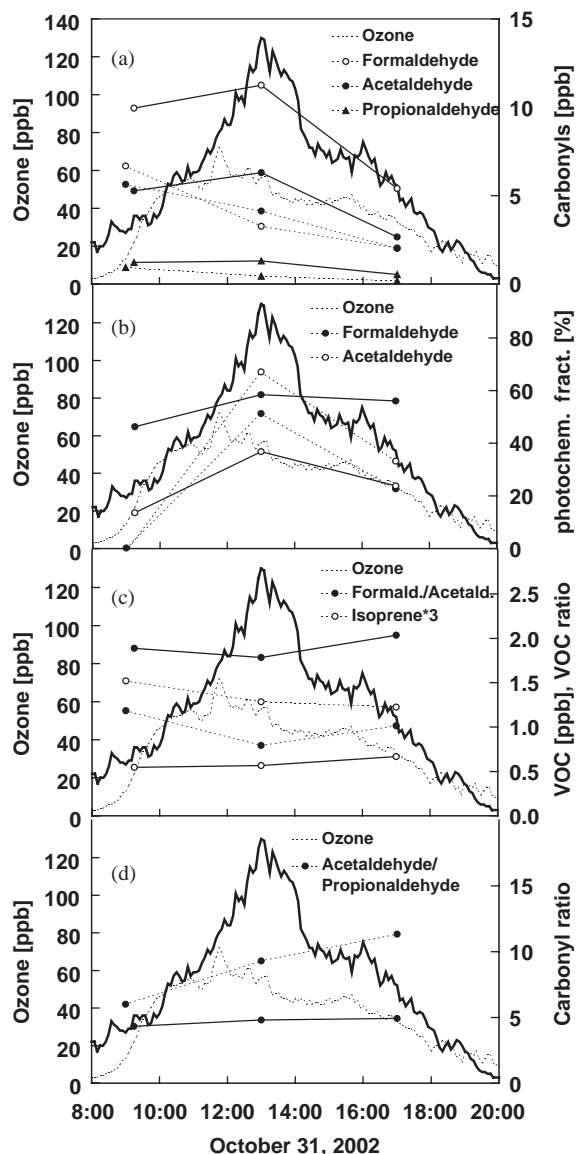 140
120
100
80
60
40
20
0
Ozone [ppb]
(a)
Ozone
Formaldehyde
Acetaldehyde
Propionaldehyde
15
10
5
0
Carbonyls [ppb]
120
100
80
60
40
20
0
Ozone [ppb]
(b)
Ozone
Formaldehyde
Acetaldehyde
80
60
40
20
0
photochem. fract. [%]
120
100
80
60
40
20
0
Ozone [ppb]
(c)
Ozone
Formald./Acetald.
Isoprene*3
2.5
2.0
1.5
1.0
0.5
0.0
VOC [ppb], VOC ratio
120
100
80
60
40
20
0
Ozone [ppb]
(d)
Ozone
Acetaldehyde/
Propionaldehyde
15
10
5
0
Carbonyl ratio
8:00 10:00 12:00 14:00 16:00 18:00 20:00
October 31, 2002